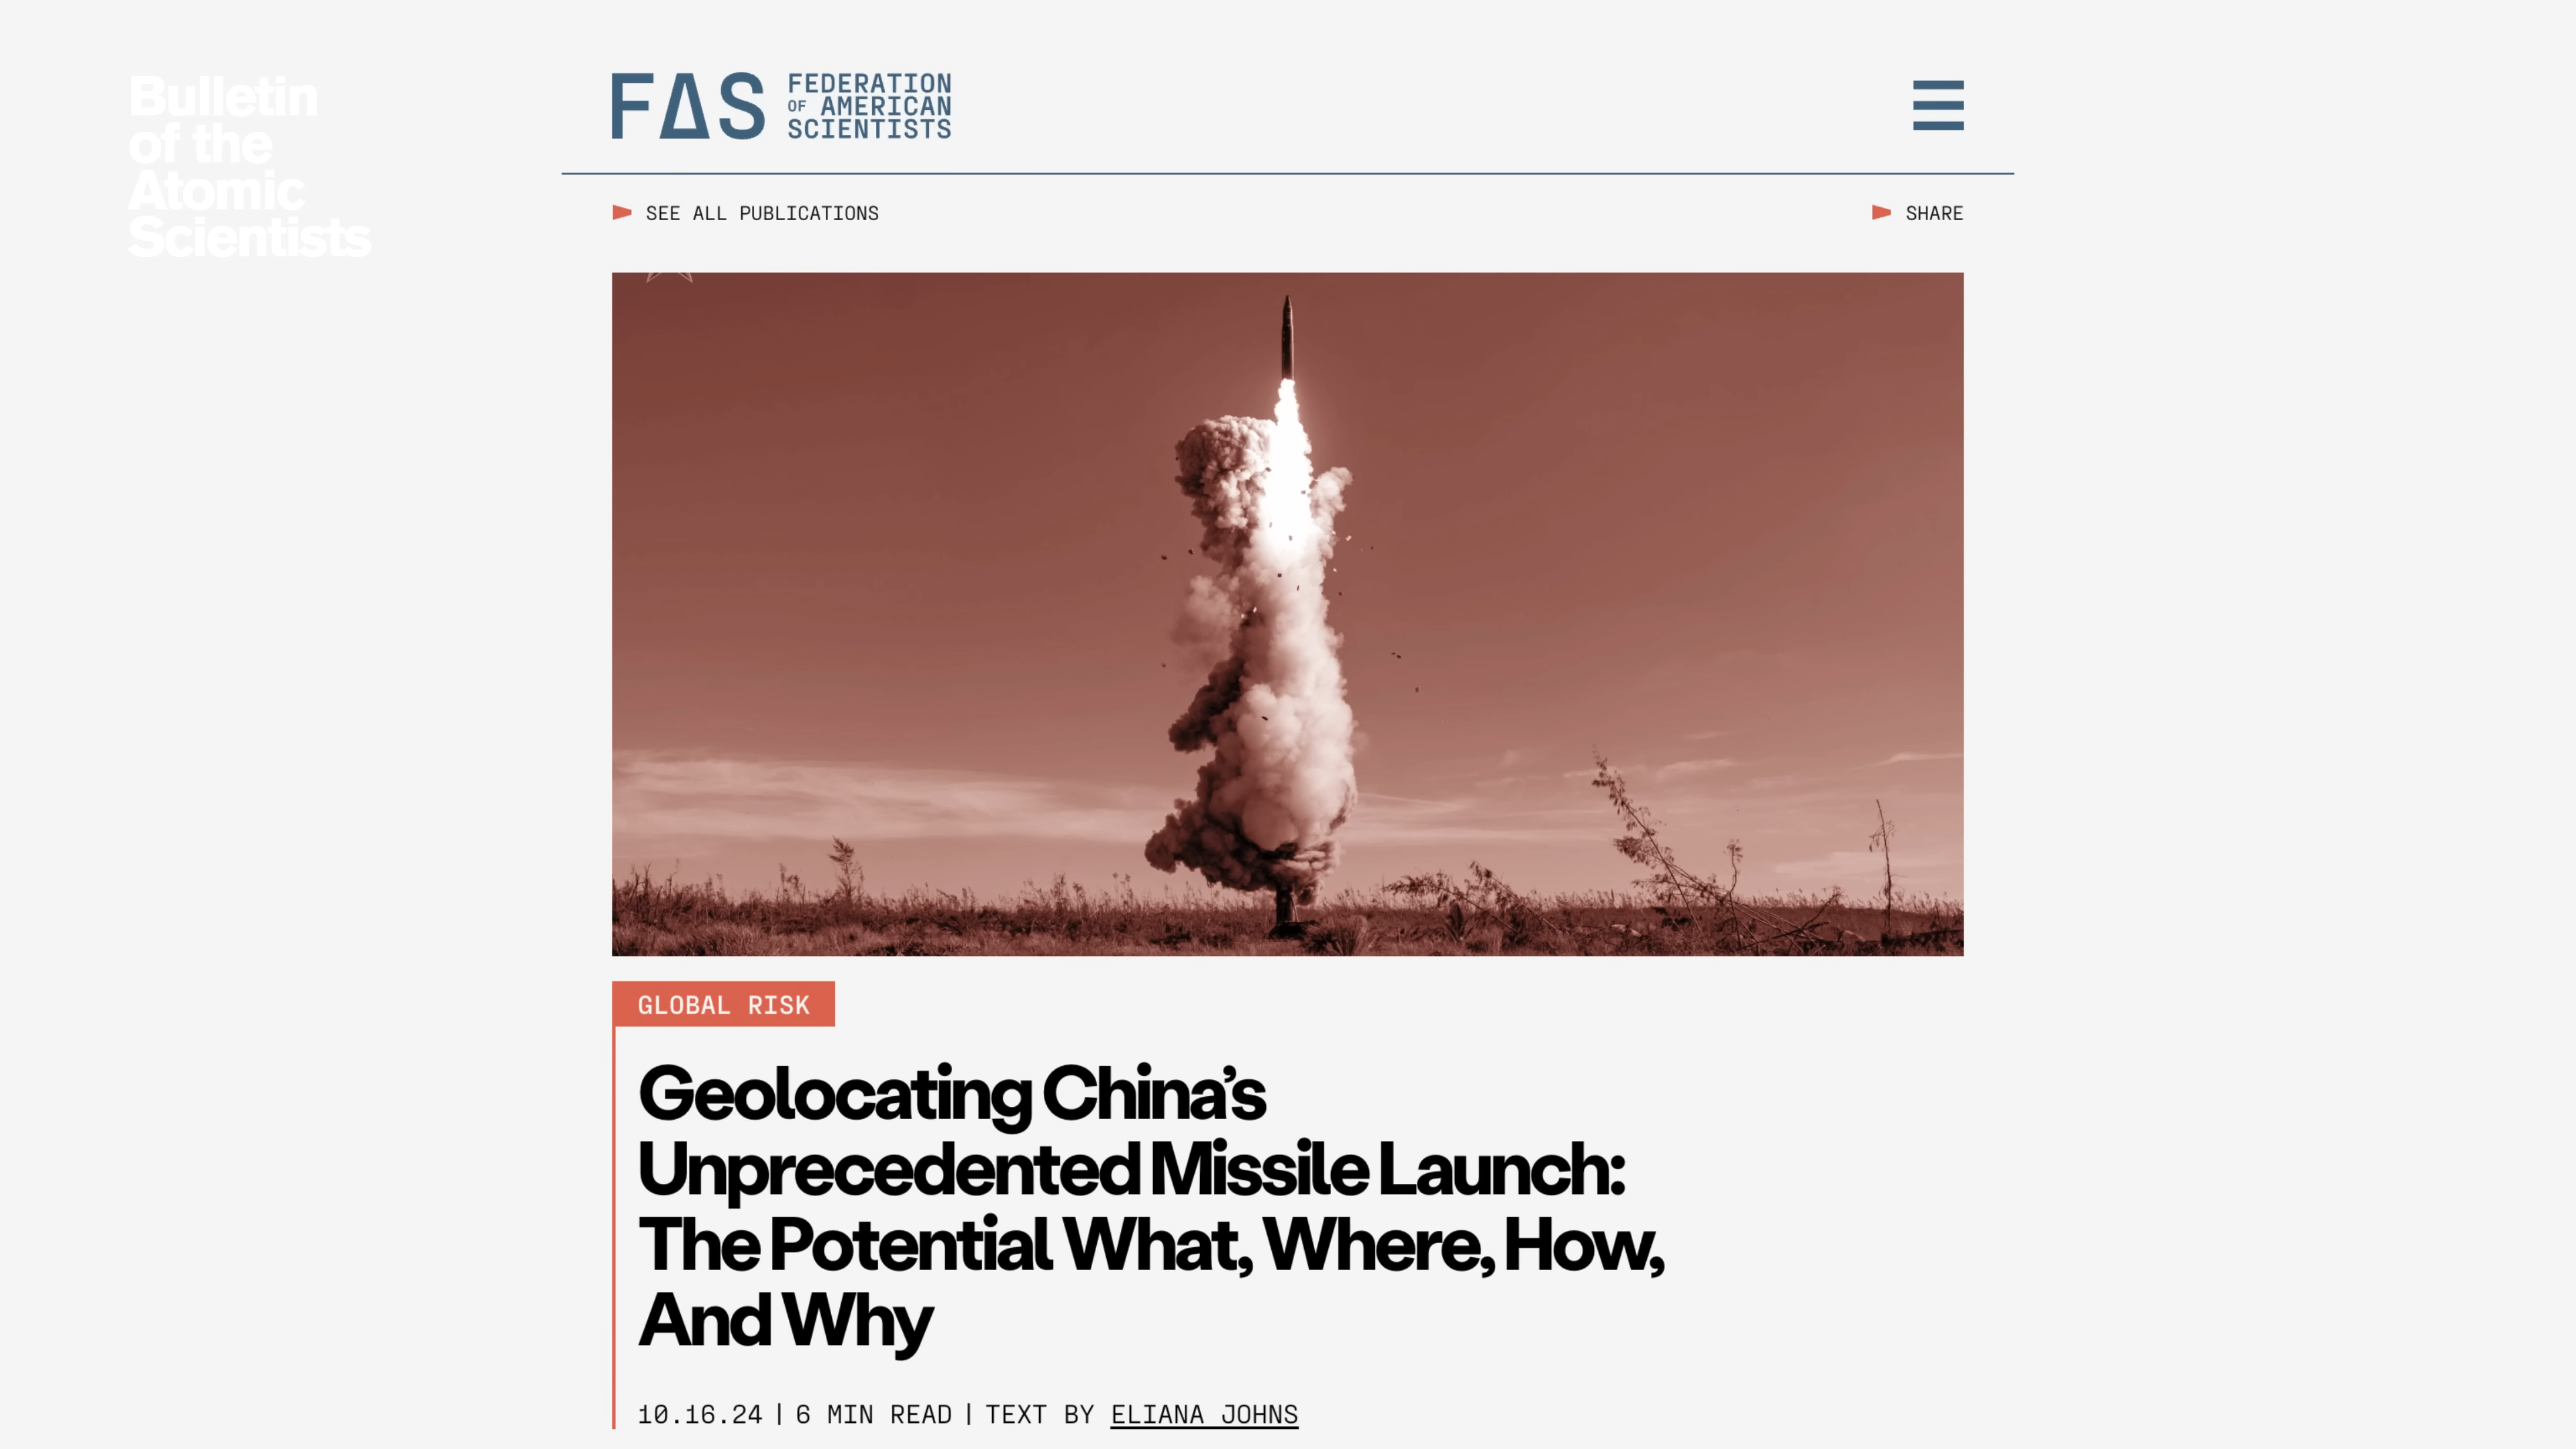 Bulletin
of the
Atomic
Scientists
FAS
FEDERATION
OF AMERICAN
SCIENTISTS
SEE ALL PUBLICATIONS
SHARE
GLOBAL RISK
Geolocating China’s
Unprecedented Missile Launch:
The Potential What, Where, How,
And Why
10.16.24 | 6 MIN READ | TEXT BY ELIANA JOHNS